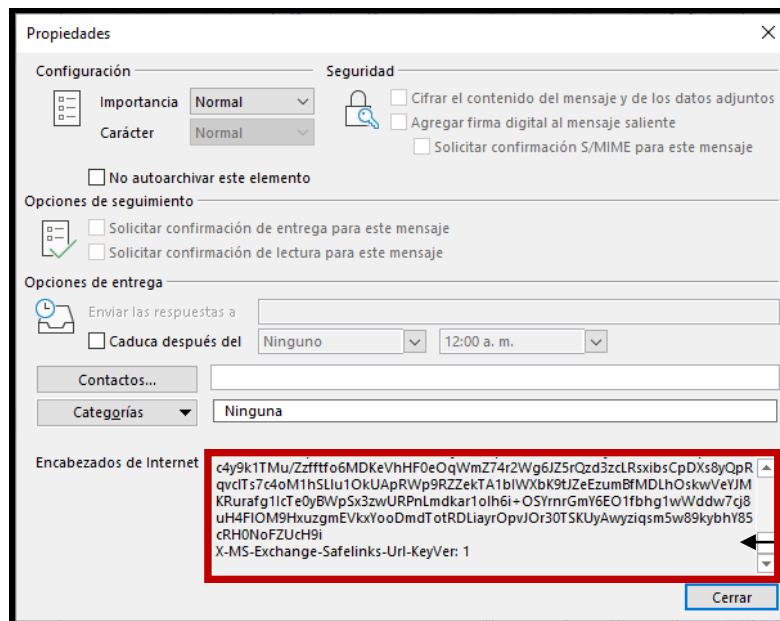 Propiedades
Configuración
Seguridad
Importancia Normal
Carácter Normal
Cifrar el contenido del mensaje y de los datos adjuntos
Agregar firma digital al mensaje saliente
Solicitar confirmación S/MIME para este mensaje
No autoarchivar este elemento
Opciones de seguimiento
Solicitar confirmación de entrega para este mensaje
Solicitar confirmación de lectura para este mensaje
Opciones de entrega
Enviar las respuestas a
Caduca después del Ninguno 12:00 a. m.
Contactos...
Categorías Ninguna
Encabezados de Internet
X-MS-Exchange-Safelinks-Url-KeyVer: 1
Cerrar